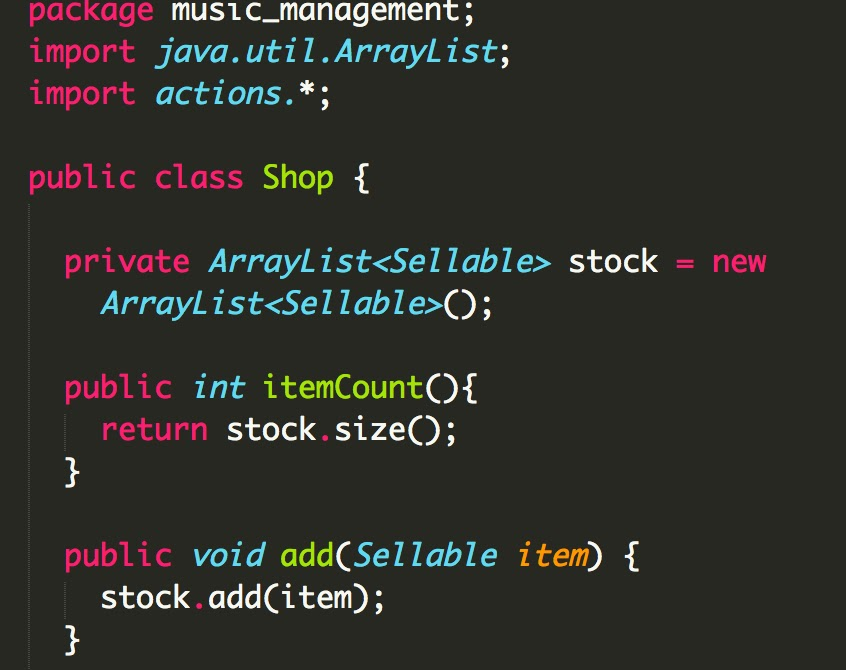 package music_management;
import java.util.ArrayList;
import actions.*;
public class Shop {
private ArrayList<Sellable> stock = new
ArrayList<Sellable>();
public int itemCount(){
return stock.size();
}
public void add(Sellable item) {
stock.add(item);
}